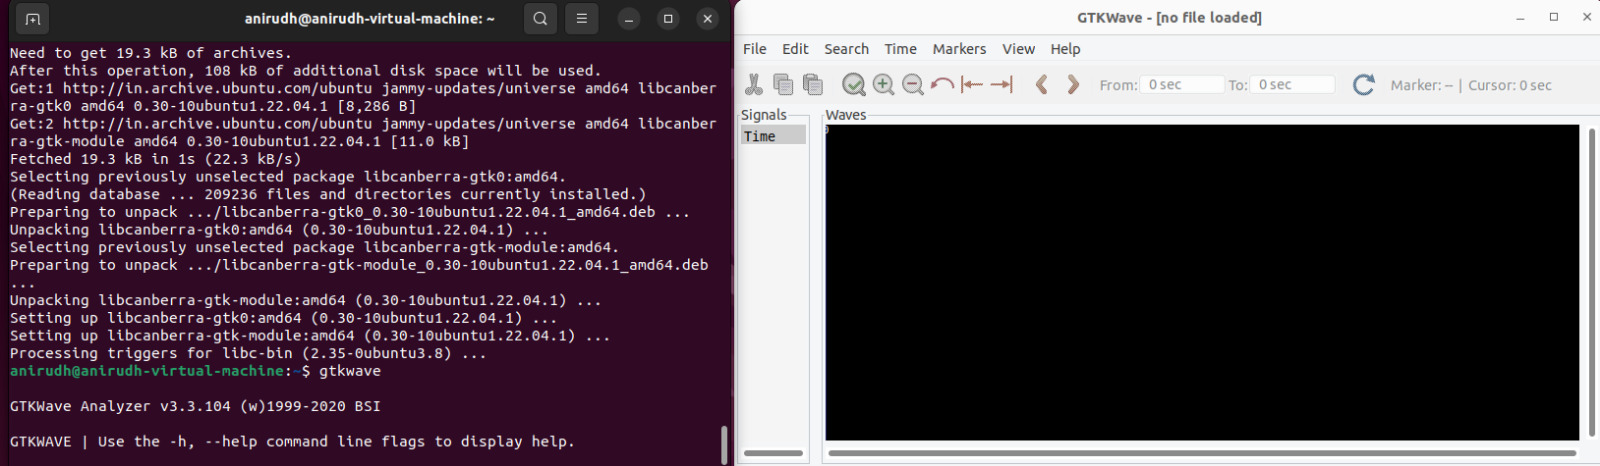 anirudh@anirudh-virtual-machine: ~
Need to get 19.3 kB of archives.
After this operation, 108 kB of additional disk space will be used.
Get:1 http://in.archive.ubuntu.com/ubuntu jammy-updates/universe amd64 libcanber
ra-gtk0 amd64 0.30-10ubuntu1.22.04.1 [8,286 B]
Get:2 http://in.archive.ubuntu.com/ubuntu jammy-updates/universe amd64 libcanber
ra-gtk-module amd64 0.30-10ubuntu1.22.04.1 [11.0 kB]
Fetched 19.3 kB in 1s (22.3 kB/s)
Selecting previously unselected package libcanberra-gtk0:amd64.
(Reading database ... 209236 files and directories currently installed.)
Preparing to unpack .../libcanberra-gtk0_0.30-10ubuntu1.22.04.1_amd64.deb ...
Unpacking libcanberra-gtk0:amd64 (0.30-10ubuntu1.22.04.1) ...
Selecting previously unselected package libcanberra-gtk-module:amd64.
Preparing to unpack .../libcanberra-gtk-module_0.30-10ubuntu1.22.04.1_amd64.deb
...
Unpacking libcanberra-gtk-module:amd64 (0.30-10ubuntu1.22.04.1) ...
Setting up libcanberra-gtk0:amd64 (0.30-10ubuntu1.22.04.1) ...
Setting up libcanberra-gtk-module:amd64 (0.30-10ubuntu1.22.04.1) ...
Processing triggers for libc-bin (2.35-0ubuntu3.8) ...
anirudh@anirudh-virtual-machine:~$ gtkwave
GTKWave Analyzer v3.3.104 (w)1999-2020 BSI
GTKWAVE | Use the -h, --help command line flags to display help.
GTKWave - [no file loaded]
File Edit Search Time Markers View Help
From: 0 sec To: 0 sec Marker: -- | Cursor: 0 sec
Signals Waves
Time